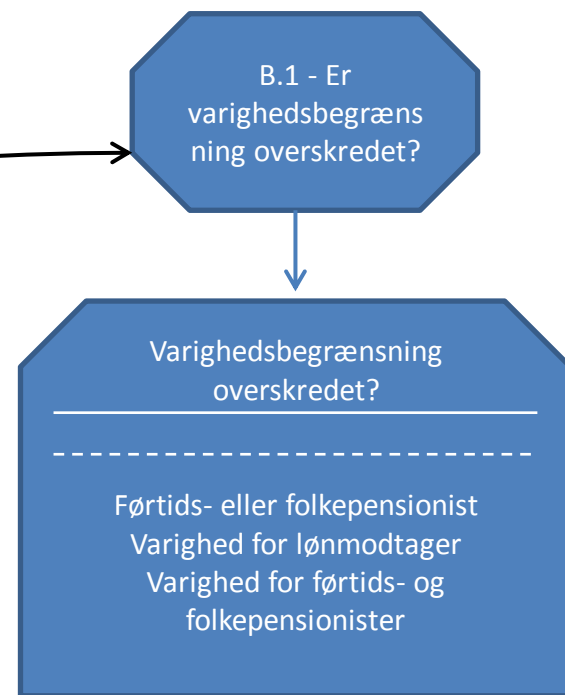 B.1 - Er
varighedsbegræns
ning overskredet?
Varighedsbegrænsning
overskredet?
Førtids- eller folkepensionist
Varighed for lønmodtager
Varighed for førtids- og
folkepensionister